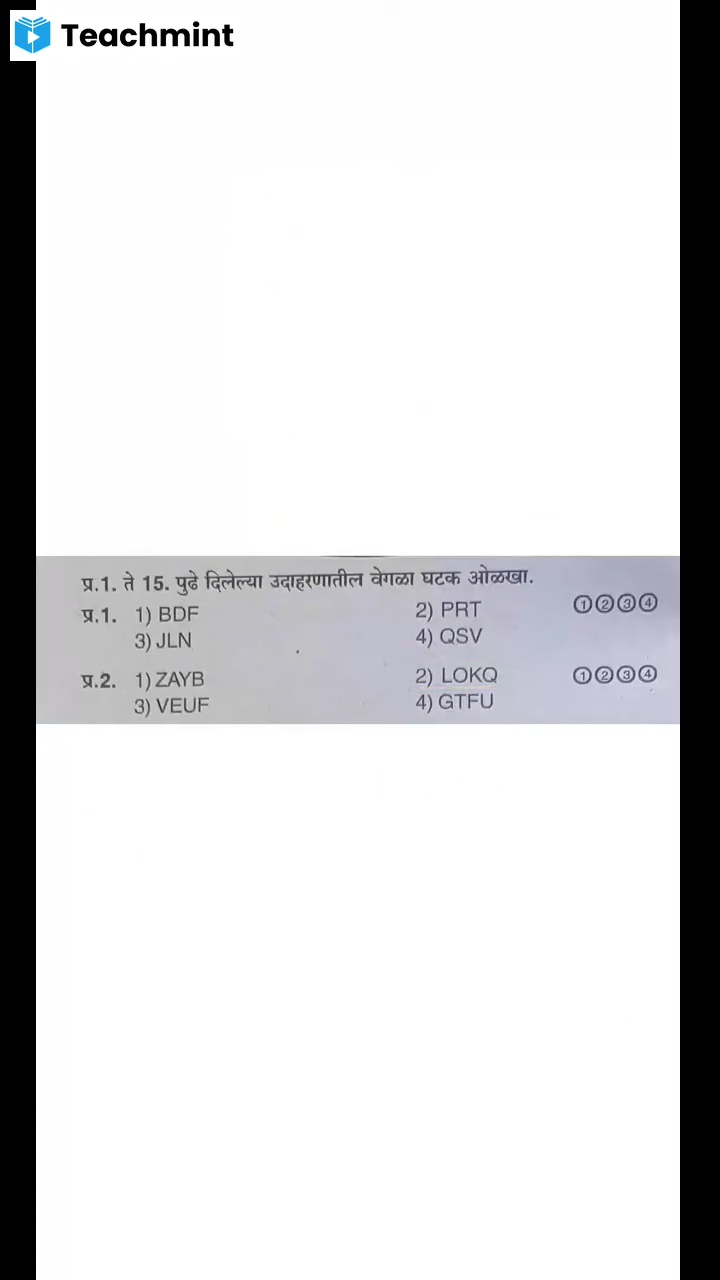 Teachmint
प्र.1. ते 15. पुढे दिलेल्या उदाहरणातील वेगळा घटक ओळखा.
प्र.1. 1) BDF 2) PRT ①②③④
3) JLN 4) QSV
प्र.2. 1) ZAYB 2) LOKQ ①②③④
3) VEUF 4) GTFU